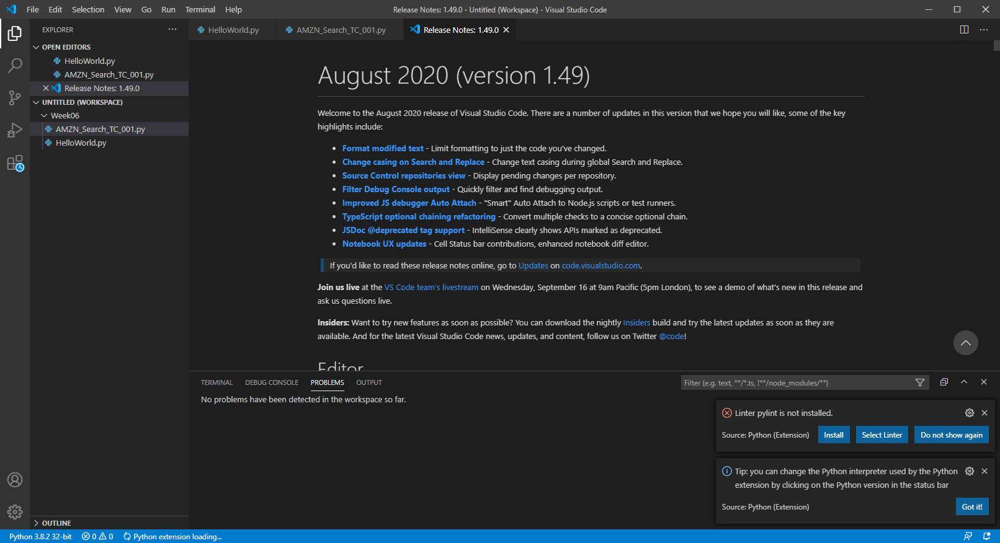 File Edit Selection View Go Run Terminal Help
Release Notes: 1.49.0 - Untitled (Workspace) - Visual Studio Code
EXPLORER
OPEN EDITORS
HelloWorld.py
AMZN_Search_TC_001.py
Release Notes: 1.49.0
UNTITLED (WORKSPACE)
Week06
AMZN_Search_TC_001.py
HelloWorld.py
OUTLINE
HelloWorld.py
AMZN_Search_TC_001.py
Release Notes: 1.49.0
August 2020 (version 1.49)
Welcome to the August 2020 release of Visual Studio Code. There are a number of updates in this version that we hope you will like, some of the key
highlights include:
• Format modified text - Limit formatting to just the code you've changed.
• Change casing on Search and Replace - Change text casing during global Search and Replace.
• Source Control repositories view - Display pending changes per repository.
• Filter Debug Console output - Quickly filter and find debugging output.
• Improved JS debugger Auto Attach - "Smart" Auto Attach to Node.js scripts or test runners.
• TypeScript optional chaining refactoring - Convert multiple checks to a concise optional chain.
• JSDoc @deprecated tag support - IntelliSense clearly shows APIs marked as deprecated.
• Notebook UX updates - Cell Status bar contributions, enhanced notebook diff editor.
If you'd like to read these release notes online, go to Updates on code.visualstudio.com.
Join us live at the VS Code team's livestream on Wednesday, September 16 at 9am Pacific (5pm London), to see a demo of what's new in this release and
ask us questions live.
Insiders: Want to try new features as soon as possible? You can download the nightly Insiders build and try the latest updates as soon as they are
available. And for the latest Visual Studio Code news, updates, and content, follow us on Twitter @code!
Editor
TERMINAL DEBUG CONSOLE PROBLEMS OUTPUT
Filter (e.g. text, **/*.ts, !**/node_modules/**)
No problems have been detected in the workspace so far.
Linter pylint is not installed.
Source: Python (Extension) Install Select Linter Do not show again
Tip: you can change the Python interpreter used by the Python
extension by clicking on the Python version in the status bar
Source: Python (Extension) Got it!
Python 3.8.2 32-bit 0 0 Python extension loading...